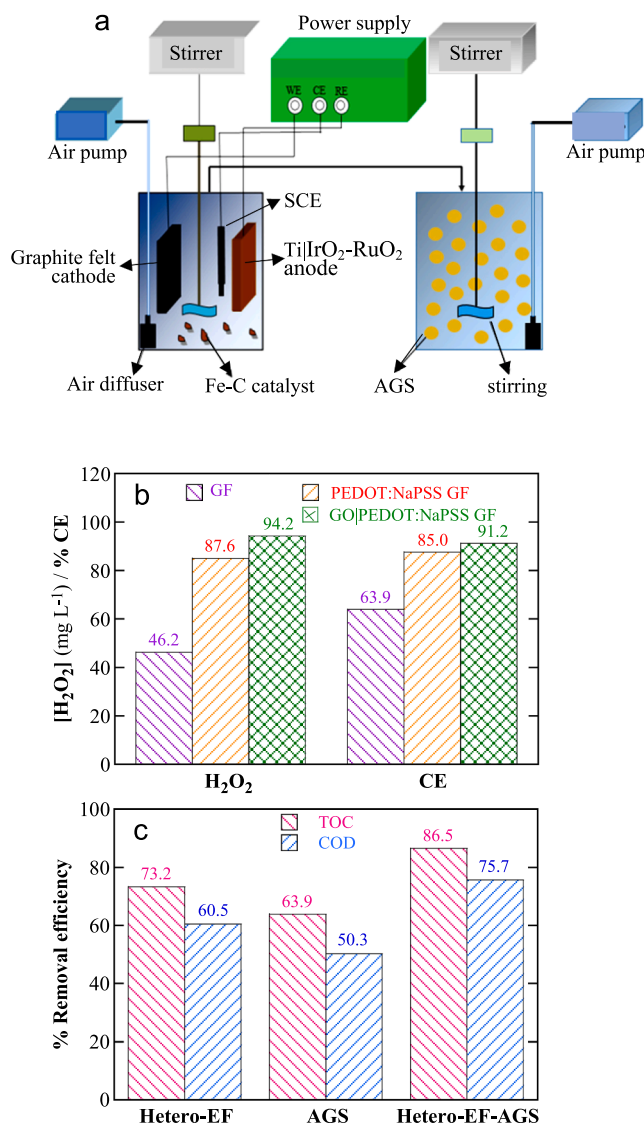 a
Power supply
Stirrer
Stirrer
WE CE RE
Air pump
Air pump
SCE
Graphite felt
cathode
Ti|IrO₂-RuO₂
anode
Air diffuser
Fe-C catalyst
AGS
stirring
b
GF
PEDOT:NaPSS GF
GO|PEDOT:NaPSS GF
[H₂O₂] (mg L⁻¹) / % CE
120
100
80
60
40
20
0
46.2
87.6
94.2
63.9
85.0
91.2
H₂O₂
CE
c
TOC
COD
% Removal efficiency
100
80
60
40
20
0
73.2
60.5
63.9
50.3
86.5
75.7
Hetero-EF
AGS
Hetero-EF-AGS